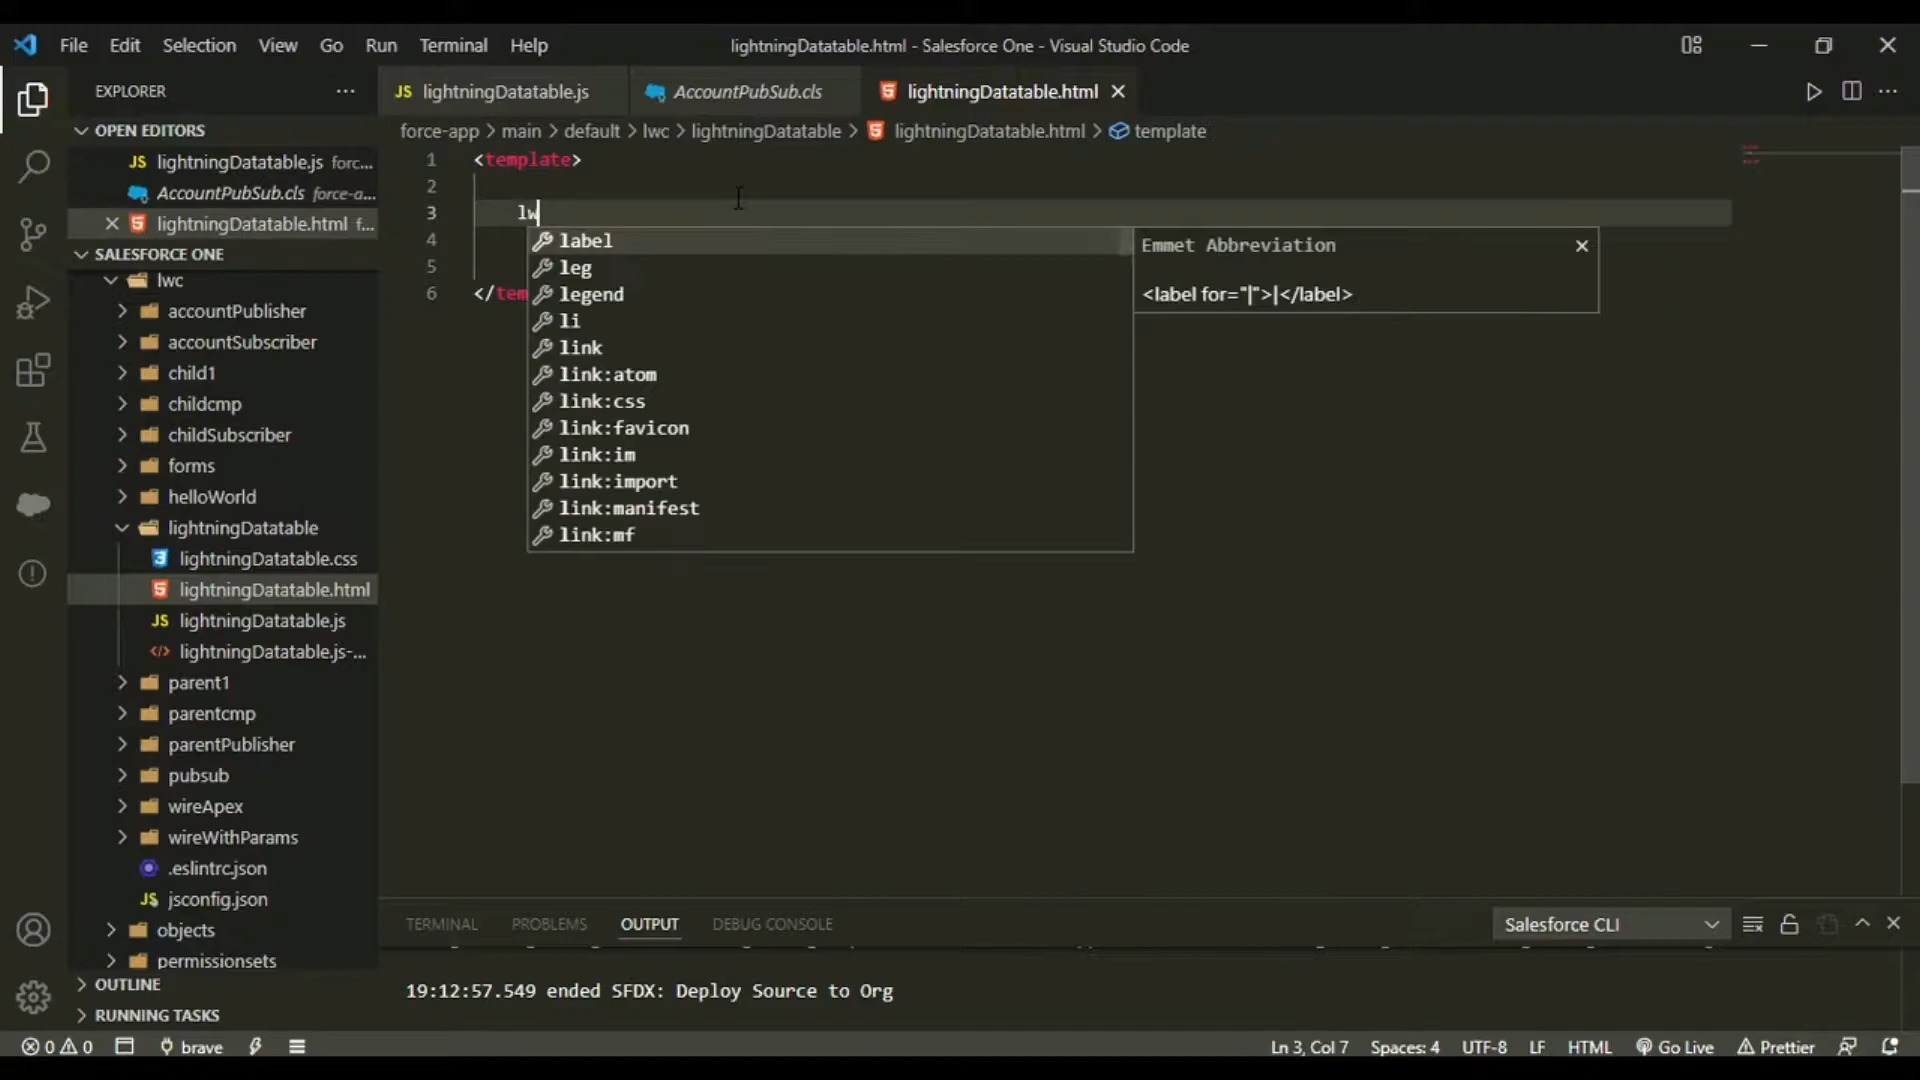 File Edit Selection View Go Run Terminal Help
lightningDatatable.html - Salesforce One - Visual Studio Code
EXPLORER
JS lightningDatatable.js
AccountPubSub.cls
lightningDatatable.html
OPEN EDITORS
JS lightningDatatable.js forc...
AccountPubSub.cls force-a...
lightningDatatable.html f...
SALESFORCE ONE
lwc
accountPublisher
accountSubscriber
child1
childcmp
childSubscriber
forms
helloWorld
lightningDatatable
lightningDatatable.css
lightningDatatable.html
JS lightningDatatable.js
lightningDatatable.js-...
parent1
parentcmp
parentPublisher
pubsub
wireApex
wireWithParams
.eslintrc.json
JS jsconfig.json
objects
permissionsets
OUTLINE
RUNNING TASKS
force-app > main > default > lwc > lightningDatatable > lightningDatatable.html > template
1 <template>
2
3 lw
4
5
6 </tem
label
leg
legend
li
link
link:atom
link:css
link:favicon
link:im
link:import
link:manifest
link:mf
Emmet Abbreviation
<label for="|">|</label>
TERMINAL PROBLEMS OUTPUT DEBUG CONSOLE
Salesforce CLI
19:12:57.549 ended SFDX: Deploy Source to Org
0 0 brave
Ln 3, Col 7 Spaces: 4 UTF-8 LF HTML Go Live Prettier